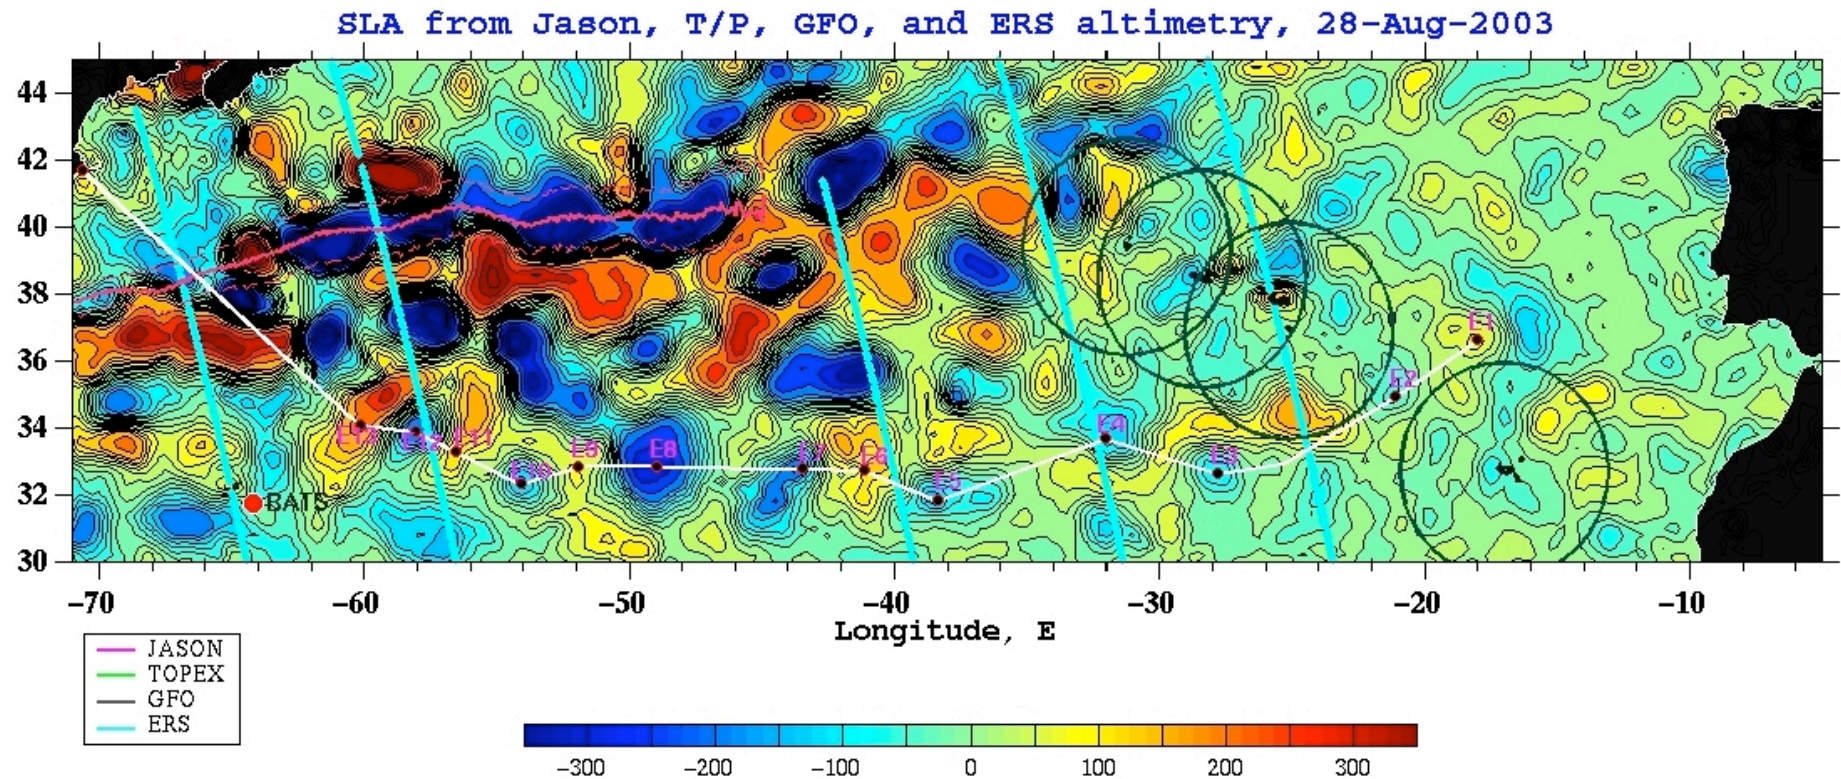 SLA from Jason, T/P, GFO, and ERS altimetry, 28-Aug-2003
44
42
40
38
36
34
32
30
E1
E2
E3
E4
E5
E6
E7
E8
E9
E10
E11
E12
E13
BATS
-70 -60 -50 -40 -30 -20 -10
Longitude, E
JASON
TOPEX
GFO
ERS
-300 -200 -100 0 100 200 300